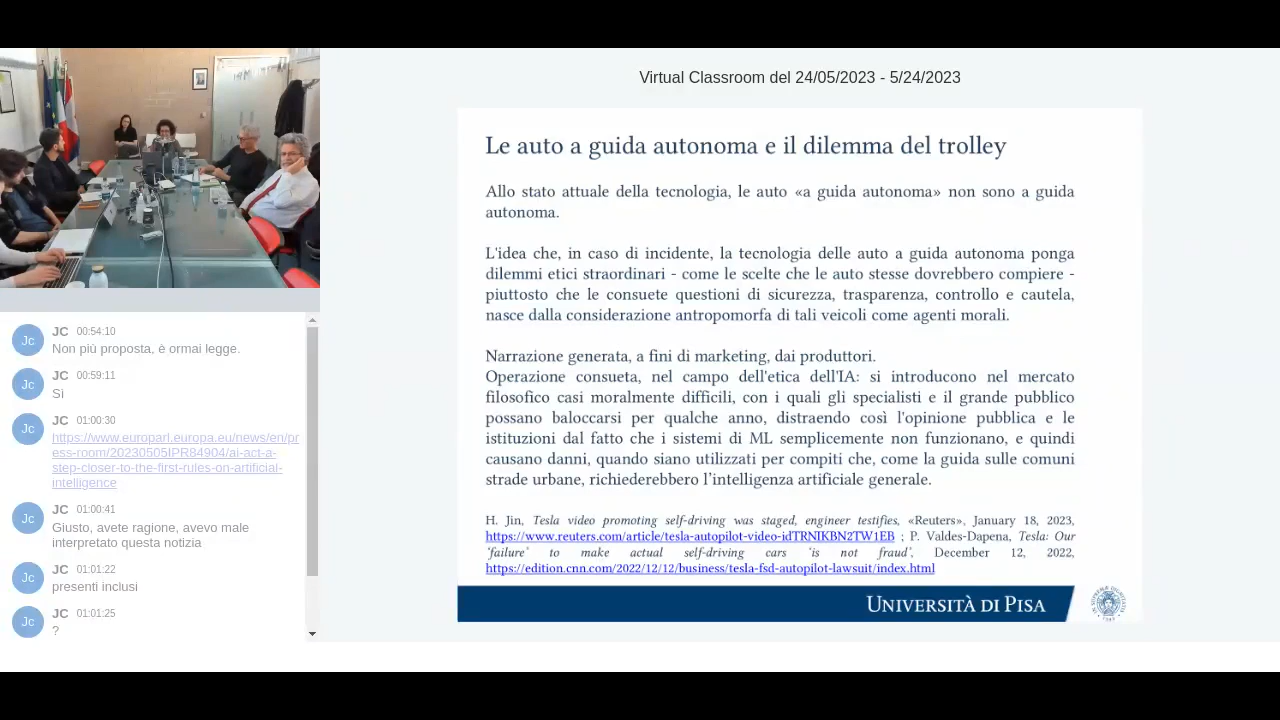 Virtual Classroom del 24/05/2023 - 5/24/2023
Le auto a guida autonoma e il dilemma del trolley
Allo stato attuale della tecnologia, le auto «a guida autonoma» non sono a guida
autonoma.
L'idea che, in caso di incidente, la tecnologia delle auto a guida autonoma ponga
dilemmi etici straordinari - come le scelte che le auto stesse dovrebbero compiere -
piuttosto che le consuete questioni di sicurezza, trasparenza, controllo e cautela,
nasce dalla considerazione antropomorfa di tali veicoli come agenti morali.
Narrazione generata, a fini di marketing, dai produttori.
Operazione consueta, nel campo dell'etica dell'IA: si introducono nel mercato
filosofico casi moralmente difficili, con i quali gli specialisti e il grande pubblico
possano baloccarsi per qualche anno, distraendo così l'opinione pubblica e le
istituzioni dal fatto che i sistemi di ML semplicemente non funzionano, e quindi
causano danni, quando siano utilizzati per compiti che, come la guida sulle comuni
strade urbane, richiederebbero l'intelligenza artificiale generale.
H. Jin, Tesla video promoting self-driving was staged, engineer testifies, «Reuters», January 18, 2023,
https://www.reuters.com/article/tesla-autopilot-video-idTRNIKBN2TW1EB ; P. Valdes-Dapena, Tesla: Our
'failure' to make actual self-driving cars 'is not fraud', December 12, 2022,
https://edition.cnn.com/2022/12/12/business/tesla-fsd-autopilot-lawsuit/index.html
UNIVERSITÀ DI PISA
Jc JC 00:54:10
Non più proposta, è ormai legge.
Jc JC 00:59:11
Sì
Jc JC 01:00:30
https://www.europarl.europa.eu/news/en/pr
ess-room/20230505IPR84904/ai-act-a-
step-closer-to-the-first-rules-on-artificial-
intelligence
Jc JC 01:00:41
Giusto, avete ragione, avevo male
interpretato questa notizia
Jc JC 01:01:22
presenti inclusi
Jc JC 01:01:25
?